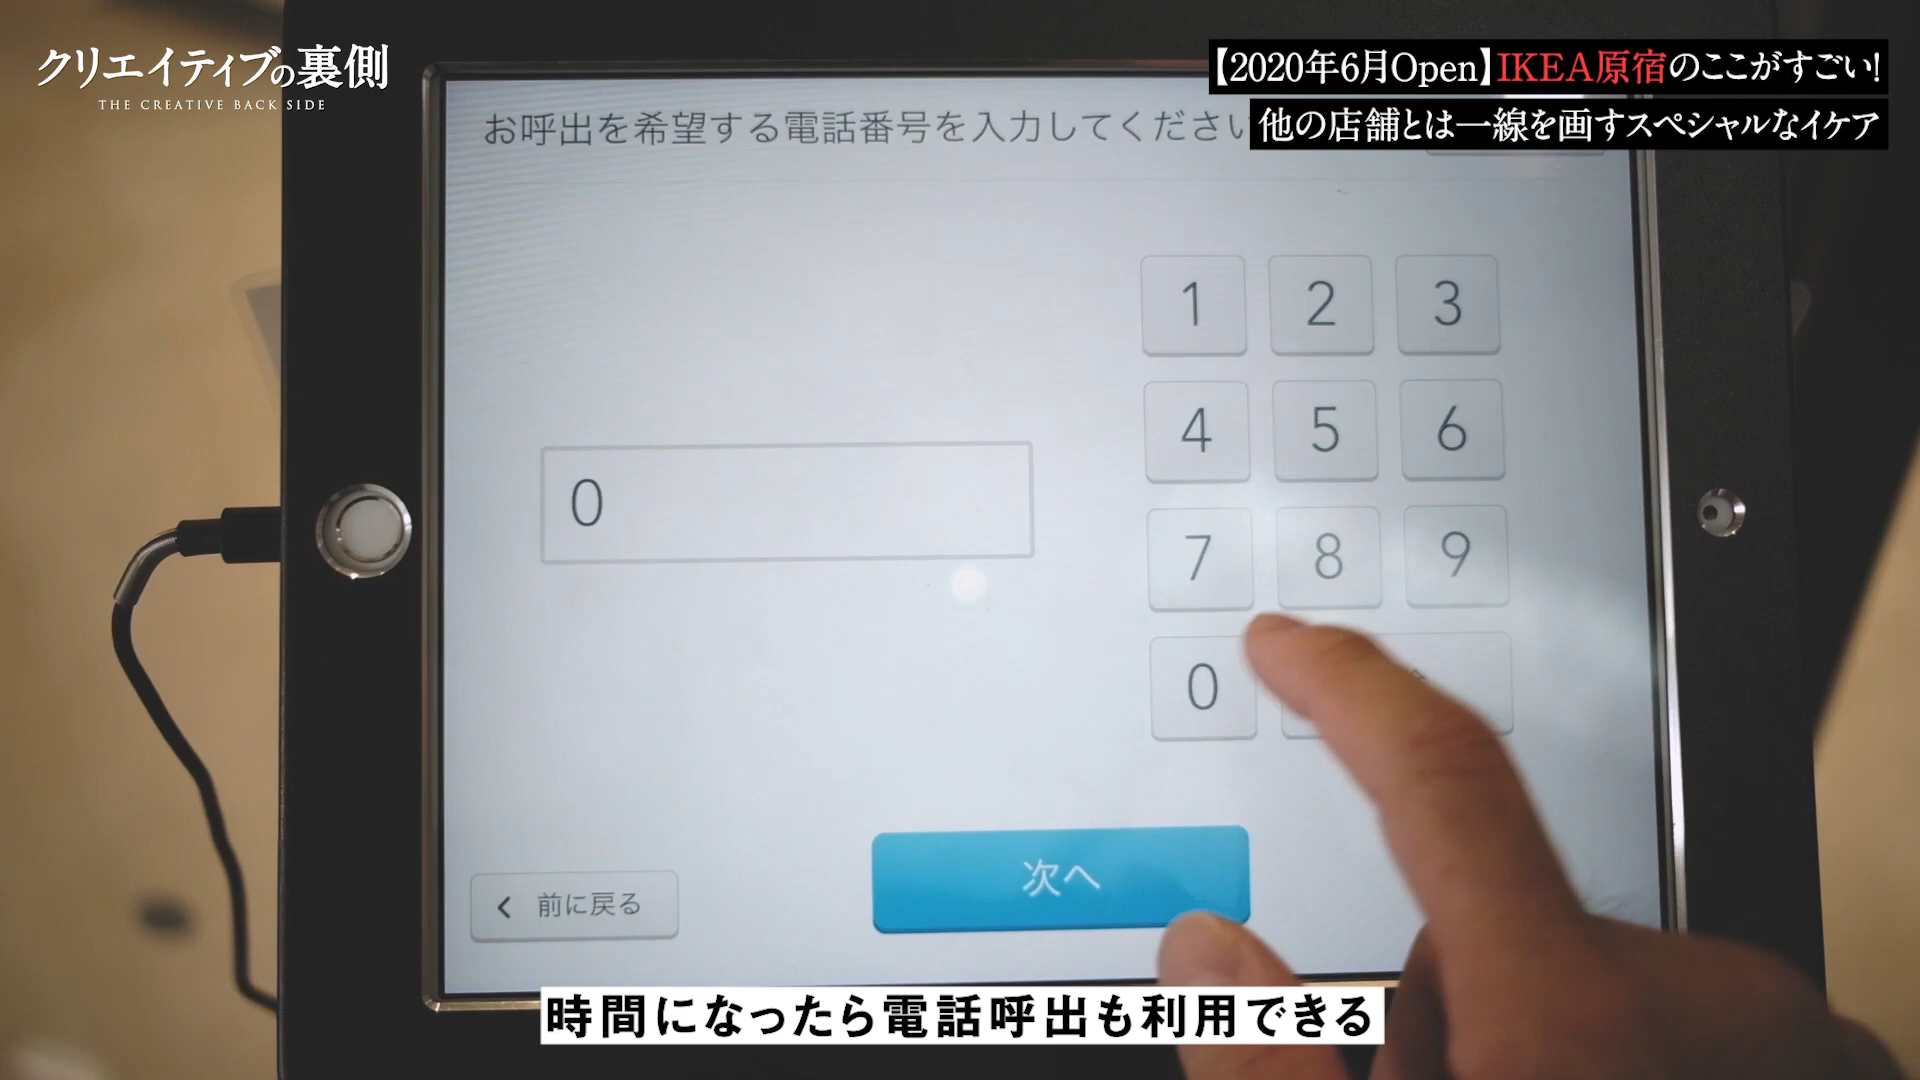 クリエイティブの裏側
THE CREATIVE BACK SIDE
【2020年6月Open】IKEA原宿のここがすごい!
他の店舗とは一線を画すスペシャルなイケア
お呼出を希望する電話番号を入力してください
1 2 3
4 5 6
0
7 8 9
0
次へ
前に戻る
時間になったら電話呼出も利用できる